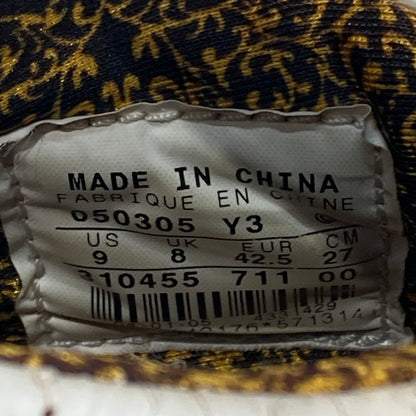 MADE IN CHINA
FABRIQUE EN CHINE
050305 Y3 ©
US UK EUR CM
9 8 42.5 27
310455 711 00